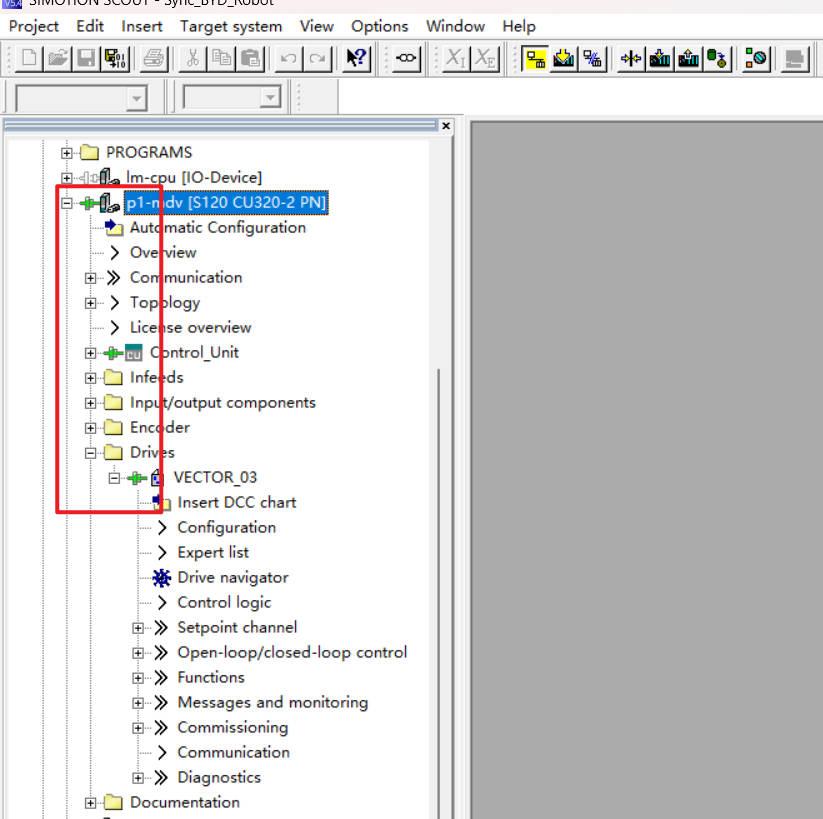 SIMOTION SCOUT - Sync_BYD_Robot
Project Edit Insert Target system View Options Window Help
PROGRAMS
lm-cpu [IO-Device]
p1-mdv [S120 CU320-2 PN]
Automatic Configuration
Overview
Communication
Topology
License overview
Control_Unit
Infeeds
Input/output components
Encoder
Drives
VECTOR_03
Insert DCC chart
Configuration
Expert list
Drive navigator
Control logic
Setpoint channel
Open-loop/closed-loop control
Functions
Messages and monitoring
Commissioning
Communication
Diagnostics
Documentation